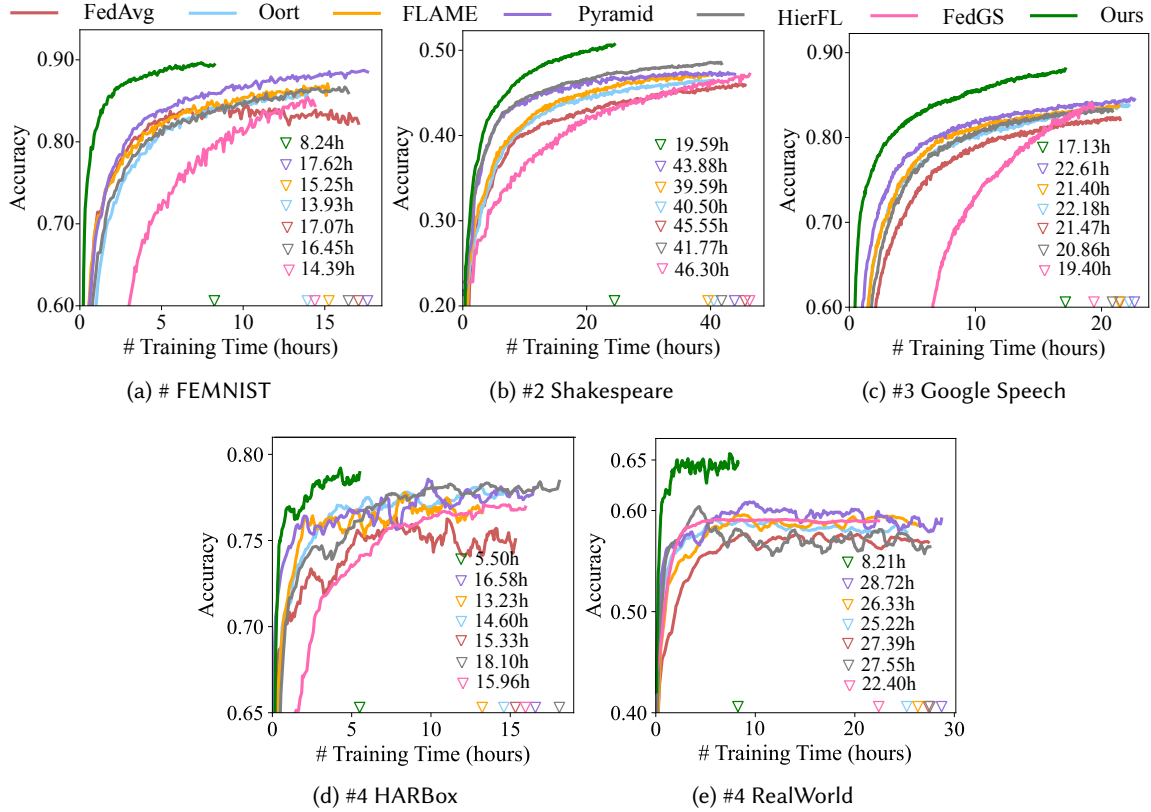 FedAvg Oort FLAME Pyramid HierFL FedGS Ours
0.90
0.80
0.70
0.60
Accuracy
8.24h
17.62h
15.25h
13.93h
17.07h
16.45h
14.39h
0 5 10 15
# Training Time (hours)
(a) # FEMNIST
0.50
0.40
0.30
0.20
Accuracy
19.59h
43.88h
39.59h
40.50h
45.55h
41.77h
46.30h
0 20 40
# Training Time (hours)
(b) #2 Shakespeare
0.90
0.80
0.70
0.60
Accuracy
17.13h
22.61h
21.40h
22.18h
21.47h
20.86h
19.40h
0 10 20
# Training Time (hours)
(c) #3 Google Speech
0.80
0.75
0.70
0.65
Accuracy
5.50h
16.58h
13.23h
14.60h
15.33h
18.10h
15.96h
0 5 10 15
# Training Time (hours)
(d) #4 HARBox
0.65
0.60
0.50
0.40
Accuracy
8.21h
28.72h
26.33h
25.22h
27.39h
27.55h
22.40h
0 10 20 30
# Training Time (hours)
(e) #4 RealWorld